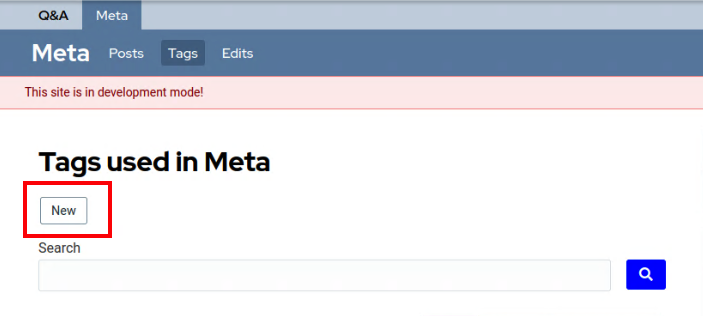 Q&A Meta
Meta Posts Tags Edits
This site is in development mode!
Tags used in Meta
New
Search